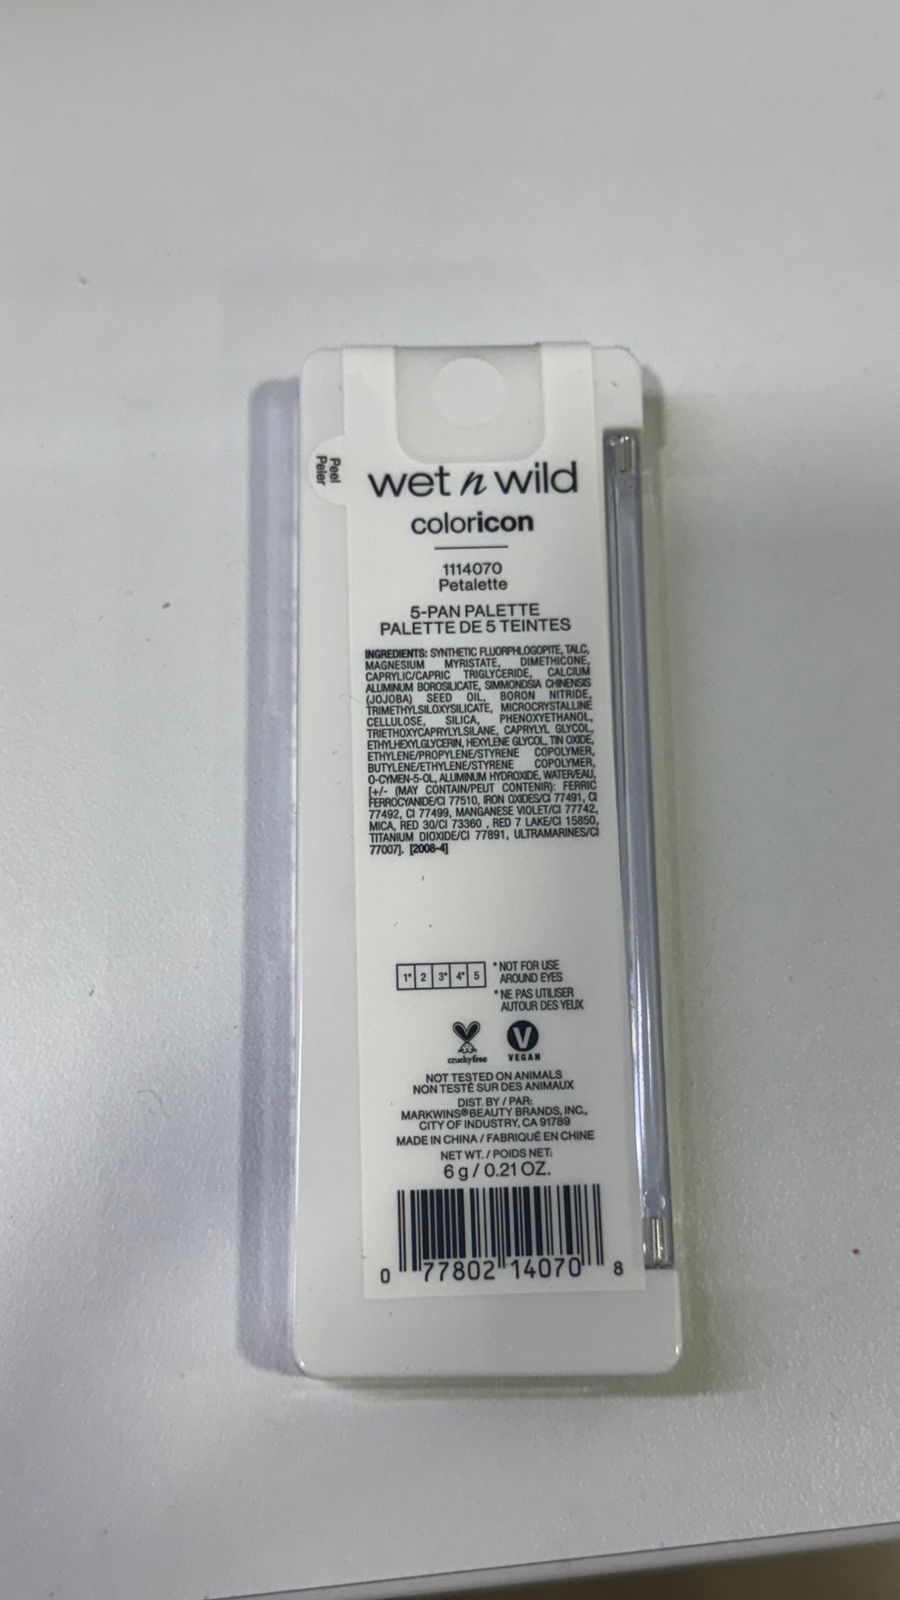 Peel
Peler
wet n wild
coloricon
1114070
Petalette
5-PAN PALETTE
PALETTE DE 5 TEINTES
INGREDIENTS: SYNTHETIC FLUORPHLOGOPITE, TALC,
MAGNESIUM MYRISTATE, DIMETHICONE,
CAPRYLIC/CAPRIC TRIGLYCERIDE, CALCIUM
ALUMINUM BOROSILICATE, SIMMONDSIA CHINENSIS
(JOJOBA) SEED OIL, BORON NITRIDE,
TRIMETHYLSILOXYSILICATE, MICROCRYSTALLINE
CELLULOSE, SILICA, PHENOXYETHANOL,
TRIETHOXYCAPRYLYLSILANE, CAPRYLYL GLYCOL,
ETHYLHEXYLGLYCERIN, HEXYLENE GLYCOL, TIN OXIDE,
ETHYLENE/PROPYLENE/STYRENE COPOLYMER,
BUTYLENE/ETHYLENE/STYRENE COPOLYMER,
O-CYMEN-5-OL, ALUMINUM HYDROXIDE, WATER/EAU,
[+/- (MAY CONTAIN/PEUT CONTENIR): FERRIC
FERROCYANIDE/CI 77510, IRON OXIDES/CI 77491, CI
77492, CI 77499, MANGANESE VIOLET/CI 77742,
MICA, RED 30/CI 73360 , RED 7 LAKE/CI 15850,
TITANIUM DIOXIDE/CI 77891, ULTRAMARINES/CI
77007]. [2008-4]
1* 2 3* 4* 5
*NOT FOR USE
AROUND EYES
*NE PAS UTILISER
AUTOUR DES YEUX
crueltyfree
V
VEGAN
NOT TESTED ON ANIMALS
NON TESTÉ SUR DES ANIMAUX
DIST. BY / PAR:
MARKWINS® BEAUTY BRANDS, INC.,
CITY OF INDUSTRY, CA 91789
MADE IN CHINA / FABRIQUÉ EN CHINE
NET WT. / POIDS NET:
6 g / 0.21 OZ.
0 77802 14070 8